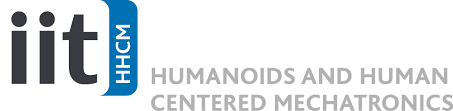 iit
HHCM
HUMANOIDS AND HUMAN
CENTERED MECHATRONICS